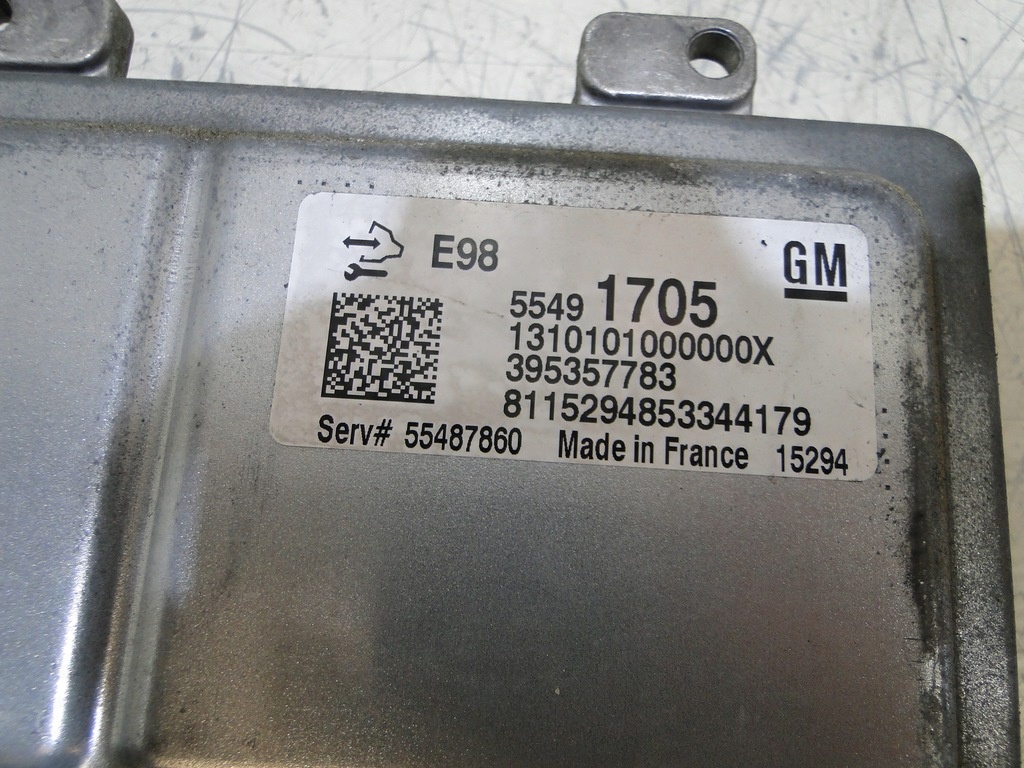 E98
GM
5549 1705
1310101000000X
395357783
8115294853344179
Serv# 55487860 Made in France 15294